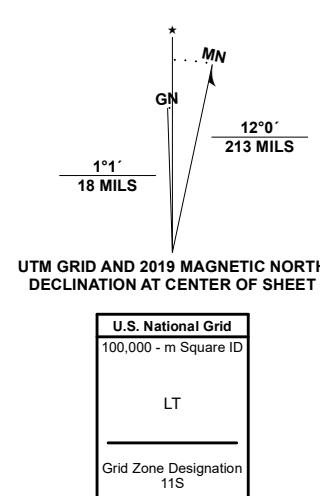 ★
MN
GN
12°0´
213 MILS
1°1´
18 MILS
UTM GRID AND 2019 MAGNETIC NORTH
DECLINATION AT CENTER OF SHEET
U.S. National Grid
100,000 - m Square ID
LT
Grid Zone Designation
11S